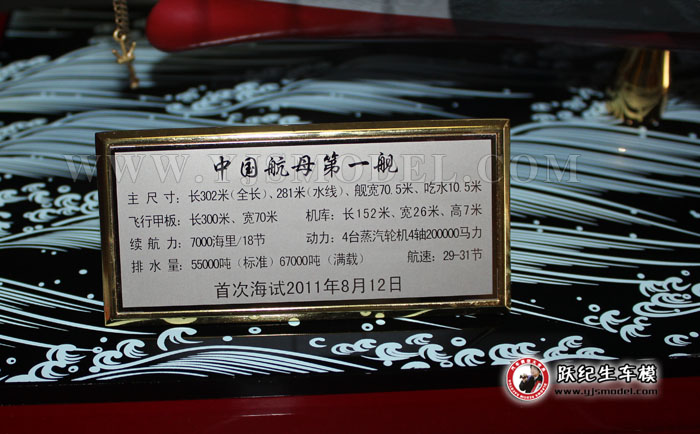 中国航母第一舰
主尺寸:长302米(全长)、281米(水线)、舰宽70.5米、吃水10.5米
飞行甲板:长300米、宽70米 机库:长152米、宽26米、高7米
续航力:7000海里/18节 动力:4台蒸汽轮机4轴200000马力
排水量:55000吨(标准)67000吨(满载) 航速:29-31节
首次海试2011年8月12日
WWW.YJSMODEL.COM
跃纪生车模
www.yjsmodel.com